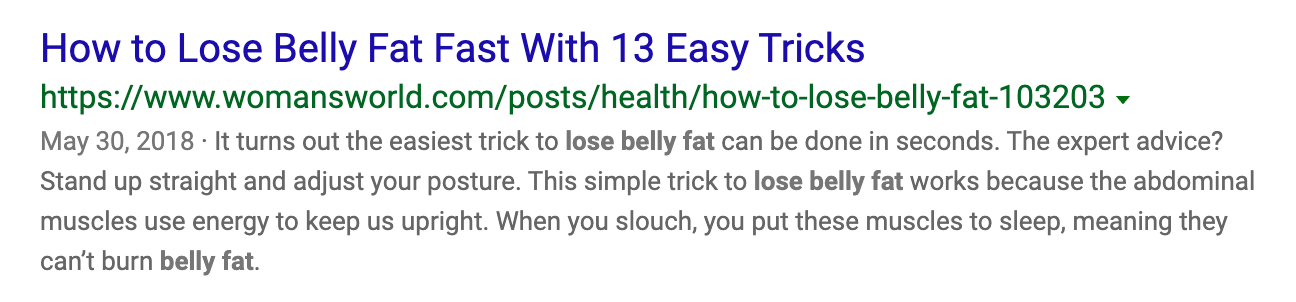 How to Lose Belly Fat Fast With 13 Easy Tricks
https://www.womansworld.com/posts/health/how-to-lose-belly-fat-103203
May 30, 2018 · It turns out the easiest trick to lose belly fat can be done in seconds. The expert advice?
Stand up straight and adjust your posture. This simple trick to lose belly fat works because the abdominal
muscles use energy to keep us upright. When you slouch, you put these muscles to sleep, meaning they
can’t burn belly fat.